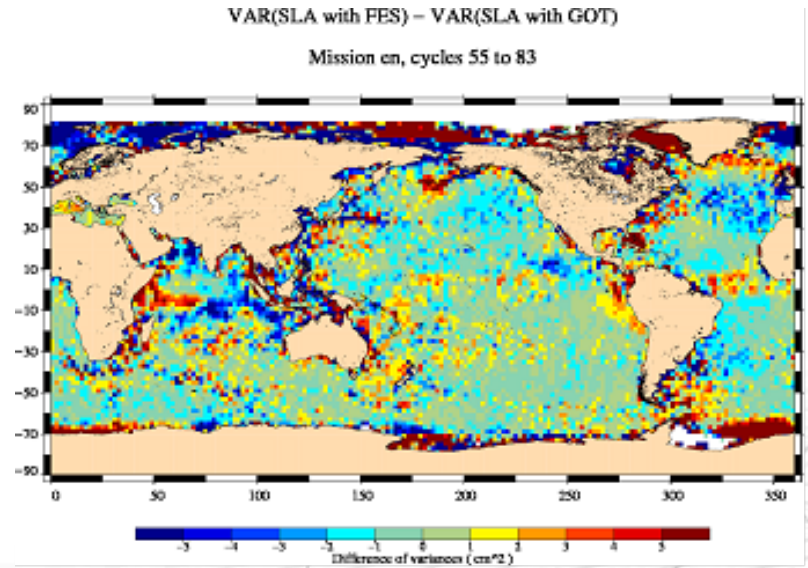 VAR(SLA with FES) − VAR(SLA with GOT)
Mission en, cycles 55 to 83
90
70
50
30
10
−10
−30
−50
−70
−90
0 50 100 150 200 250 300 350
−5 −4 −3 −2 −1 0 1 2 3 4 5
Difference of variances ( cm^2 )